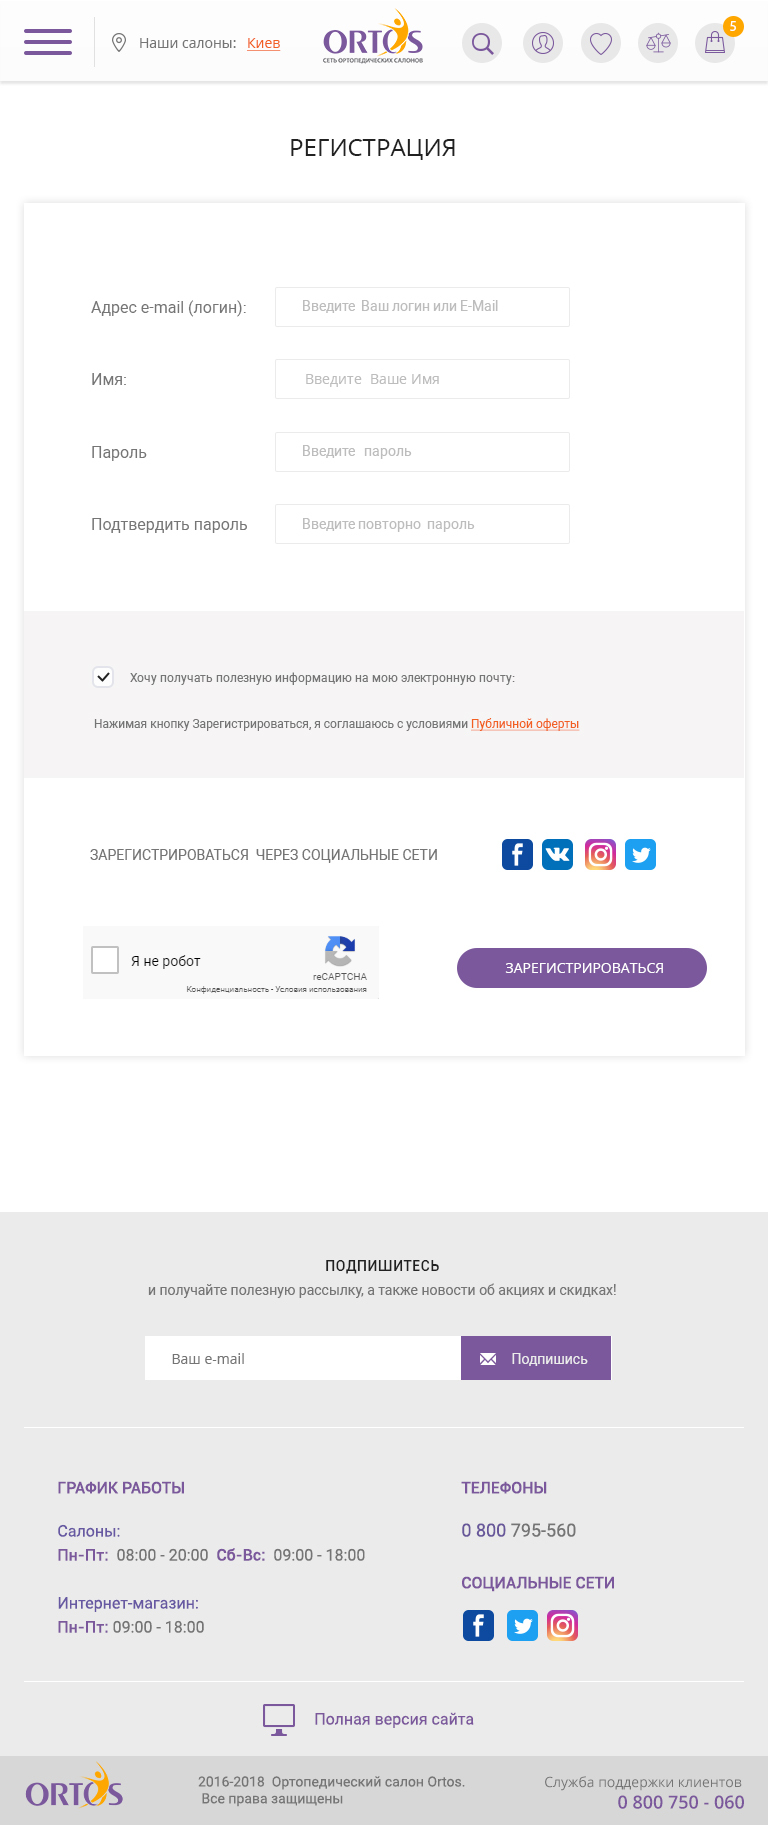 Наши салоны: Киев
ORTOS
СЕТЬ ОРТОПЕДИЧЕСКИХ САЛОНОВ
5
РЕГИСТРАЦИЯ
Адрес e-mail (логин):
Введите Ваш логин или E-Mail
Имя:
Введите Ваше Имя
Пароль
Введите пароль
Подтвердить пароль
Введите повторно пароль
Хочу получать полезную информацию на мою электронную почту:
Нажимая кнопку Зарегистрироваться, я соглашаюсь с условиями Публичной оферты
ЗАРЕГИСТРИРОВАТЬСЯ ЧЕРЕЗ СОЦИАЛЬНЫЕ СЕТИ
Я не робот
reCAPTCHA
Конфиденциальность - Условия использования
ЗАРЕГИСТРИРОВАТЬСЯ
ПОДПИШИТЕСЬ
и получайте полезную рассылку, а также новости об акциях и скидках!
Ваш e-mail
Подпишись
ГРАФИК РАБОТЫ
Салоны:
Пн-Пт: 08:00 - 20:00 Сб-Вс: 09:00 - 18:00
Интернет-магазин:
Пн-Пт: 09:00 - 18:00
ТЕЛЕФОНЫ
0 800 795-560
СОЦИАЛЬНЫЕ СЕТИ
Полная версия сайта
ORTOS
2016-2018 Ортопедический салон Ortos.
Все права защищены
Служба поддержки клиентов
0 800 750 - 060